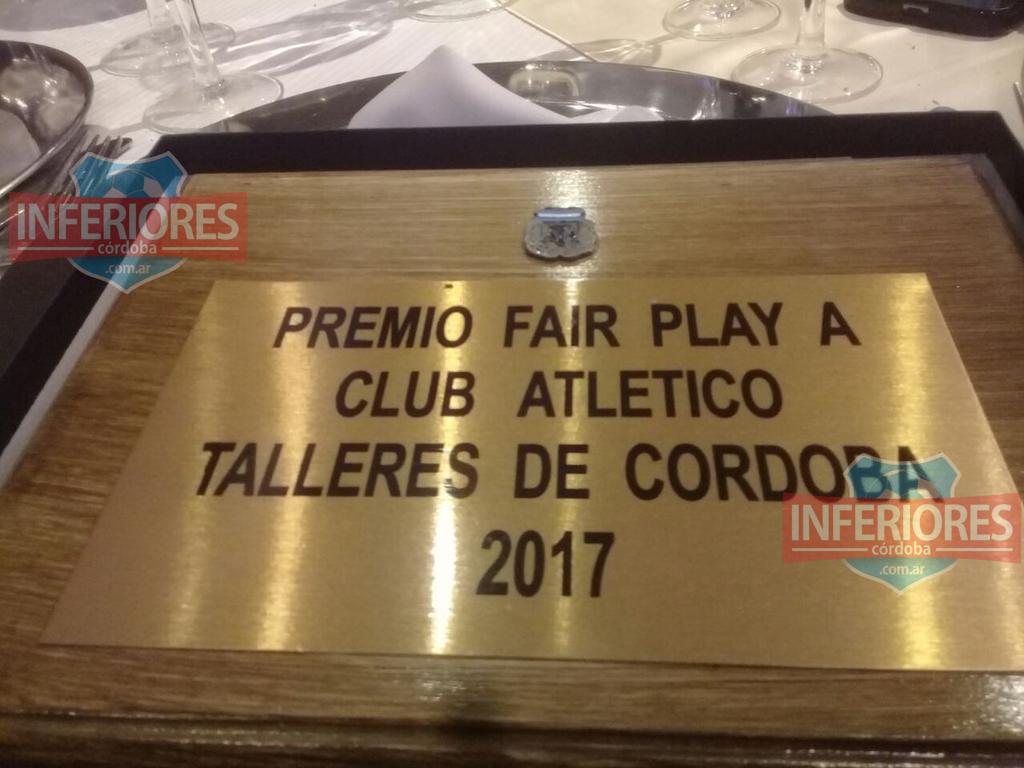 INFERIORES
córdoba
.com.ar
PREMIO FAIR PLAY A
CLUB ATLETICO
TALLERES DE CORDOBA
2017
INFERIORES
córdoba
.com.ar